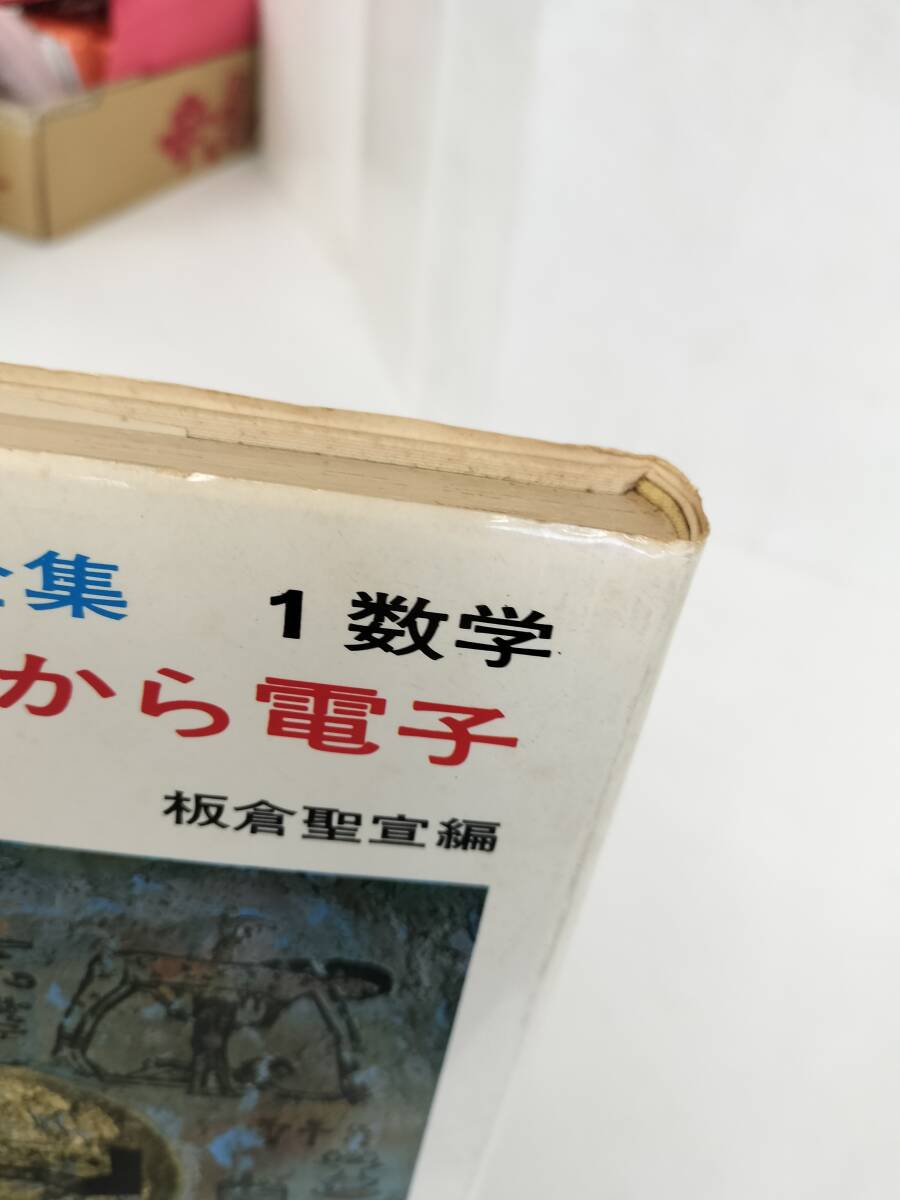 集 1 数学
から電子
板倉聖宣編